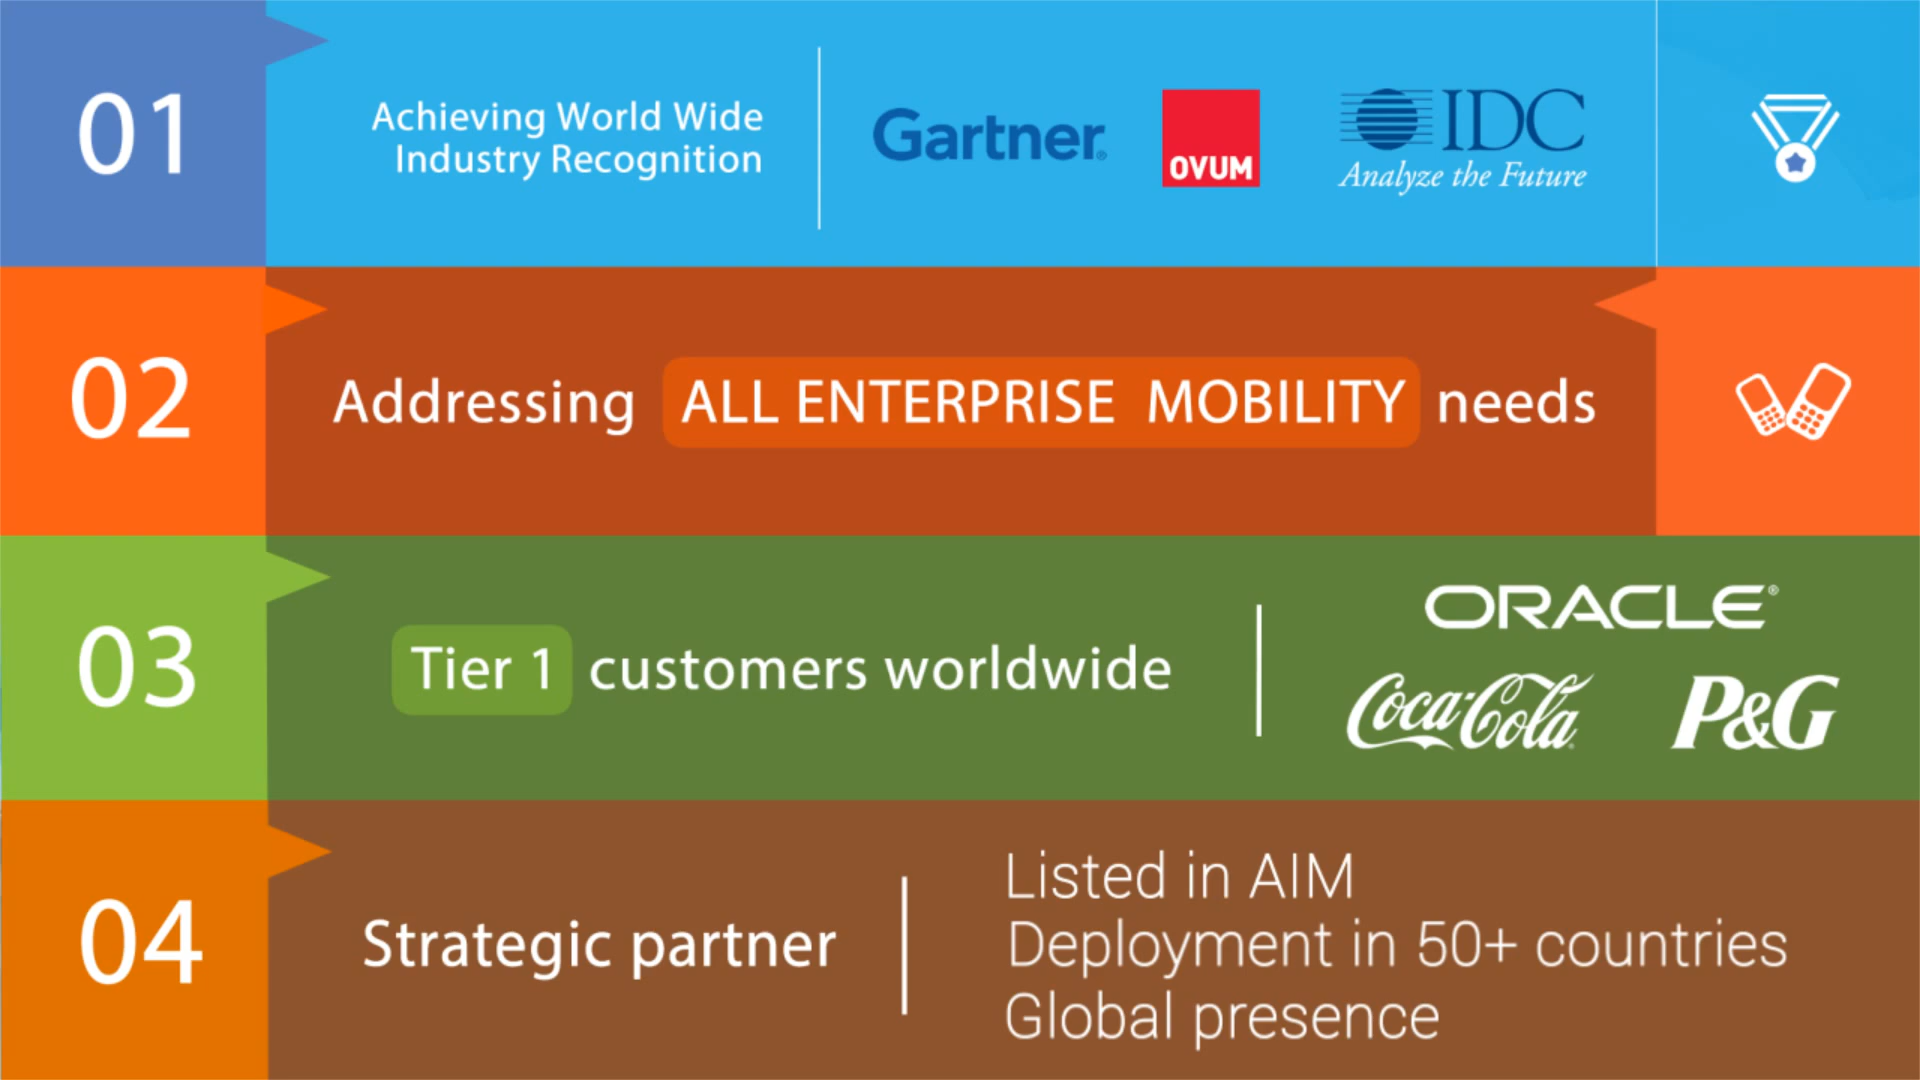 01
Achieving World Wide
Industry Recognition
Gartner®
OVUM
IDC
Analyze the Future
02
Addressing ALL ENTERPRISE MOBILITY needs
03
Tier 1 customers worldwide
ORACLE®
Coca-Cola
P&G
04
Strategic partner
Listed in AIM
Deployment in 50+ countries
Global presence